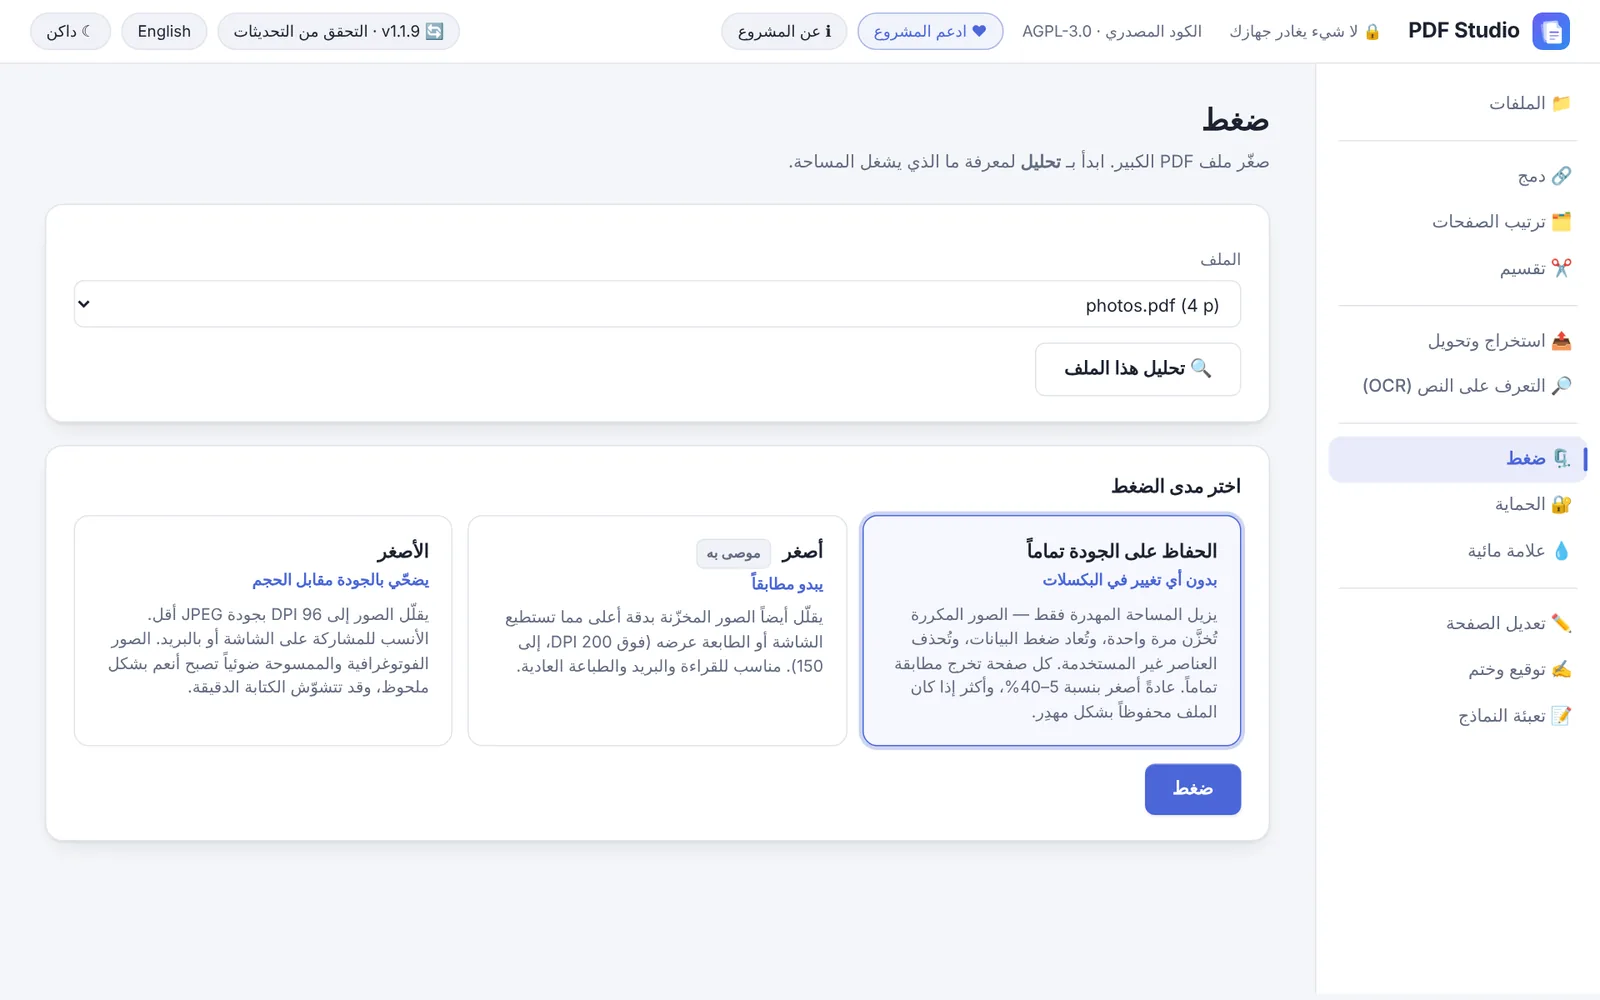 PDF Studio
🔒 لا شيء يغادر جهازك
الكود المصدري · AGPL-3.0
♥ ادعم المشروع
ℹ عن المشروع
🔄 v1.1.9 · التحقق من التحديثات
English
☾ داكن
📁 الملفات
🔗 دمج
🗂️ ترتيب الصفحات
✂️ تقسيم
📤 استخراج وتحويل
🔎 التعرف على النص (OCR)
🗜️ ضغط
🔐 الحماية
💧 علامة مائية
✏️ تعديل الصفحة
✍️ توقيع وختم
📝 تعبئة النماذج
ضغط
صغّر ملف PDF الكبير. ابدأ بـ تحليل لمعرفة ما الذي يشغل المساحة.
الملف
photos.pdf (4 p)
🔍 تحليل هذا الملف
اختر مدى الضغط
الحفاظ على الجودة تماماً
بدون أي تغيير في البكسلات
يزيل المساحة المهدرة فقط — الصور المكررة
تُخزَّن مرة واحدة، وتُعاد ضغط البيانات، وتُحذف
العناصر غير المستخدمة. كل صفحة تخرج مطابقة
تماماً. عادةً أصغر بنسبة 5–40%، وأكثر إذا كان
الملف محفوظاً بشكل مهدِر.
أصغر موصى به
يبدو مطابقاً
يقلّل أيضاً الصور المخزّنة بدقة أعلى مما تستطيع
الشاشة أو الطابعة عرضه (فوق 200 DPI، إلى
150). مناسب للقراءة والبريد والطباعة العادية.
الأصغر
يضحّي بالجودة مقابل الحجم
يقلّل الصور إلى 96 DPI بجودة JPEG أقل.
الأنسب للمشاركة على الشاشة أو بالبريد. الصور
الفوتوغرافية والممسوحة ضوئياً تصبح أنعم بشكل
ملحوظ، وقد تتشوّش الكتابة الدقيقة.
ضغط